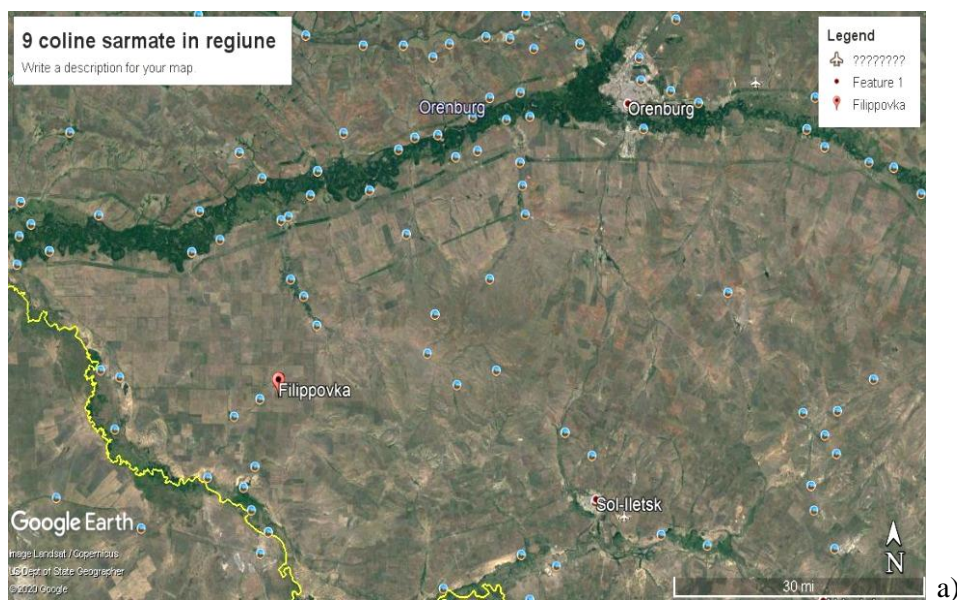 9 coline sarmate in regiune
Write a description for your map.
Legend
????????
Feature 1
Filippovka
Orenburg
Orenburg
Filippovka
Sol-Iletsk
Google Earth
Image Landsat / Copernicus
US Dept of State Geographer
© 2020 Google
N
30 mi
a)